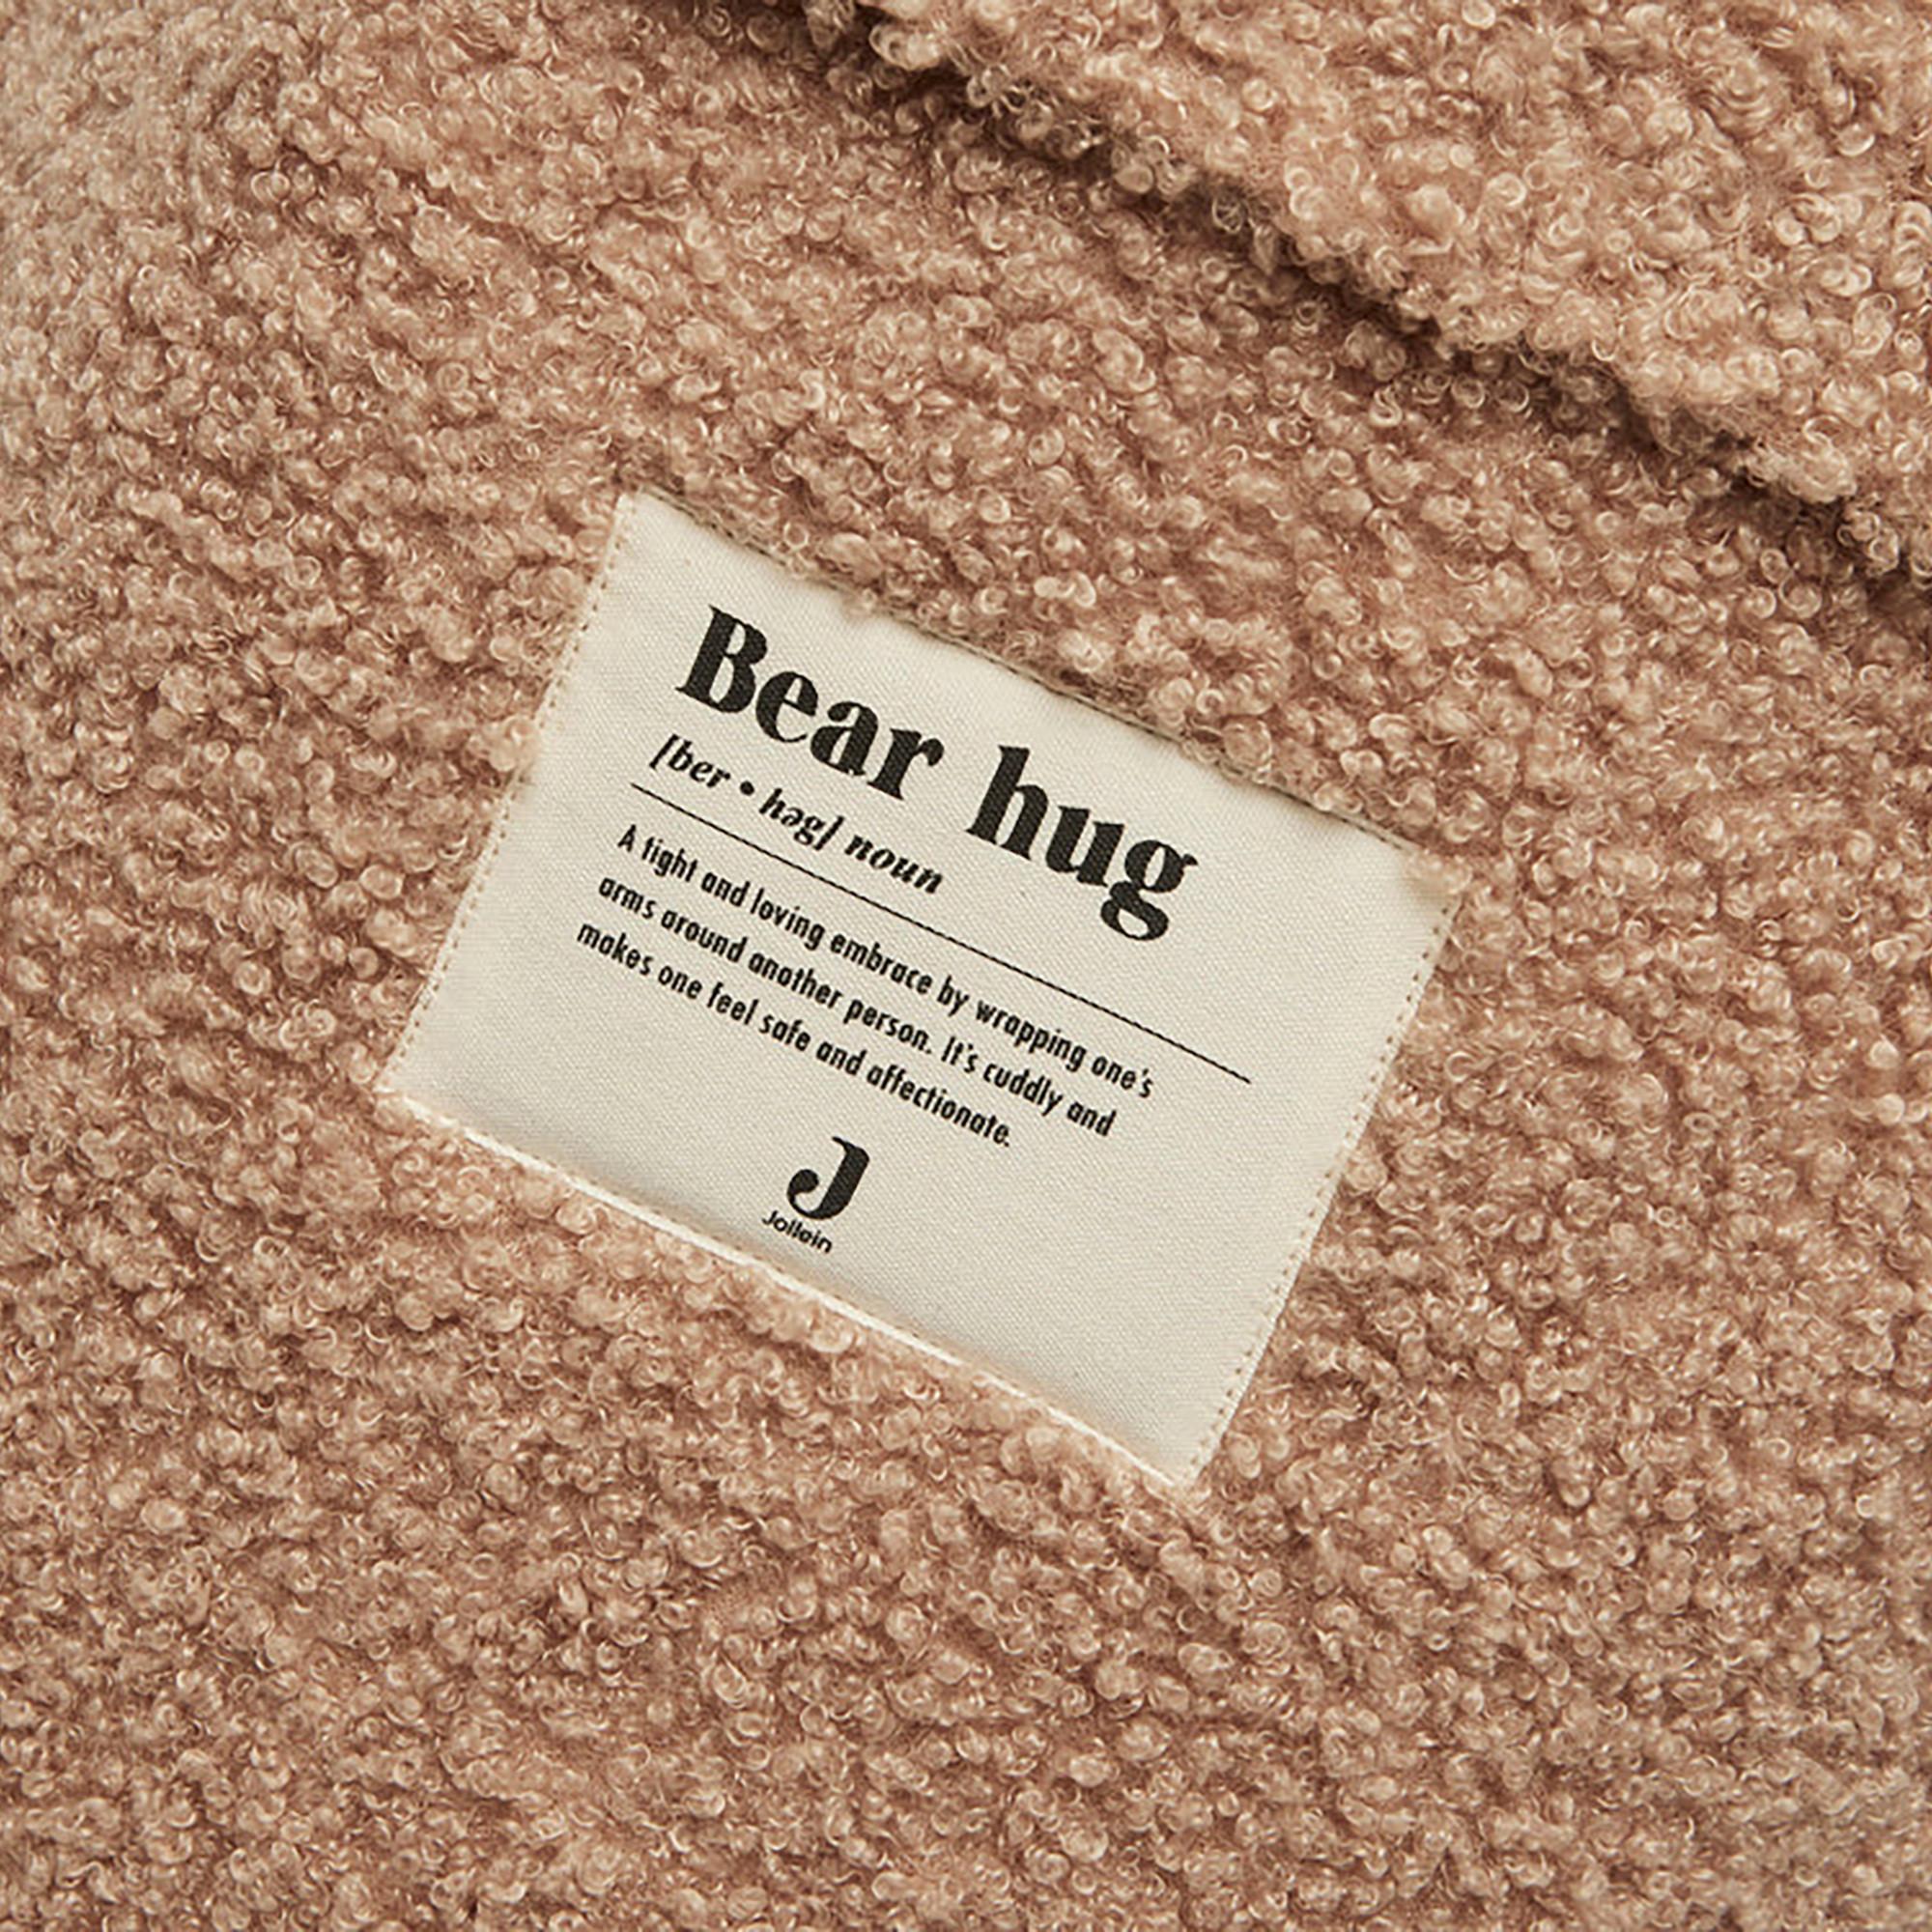 Bear hug
[ber • həg] noun
A tight and loving embrace by wrapping one's
arms around another person. It's cuddly and
makes one feel safe and affectionate.
J
Jollein